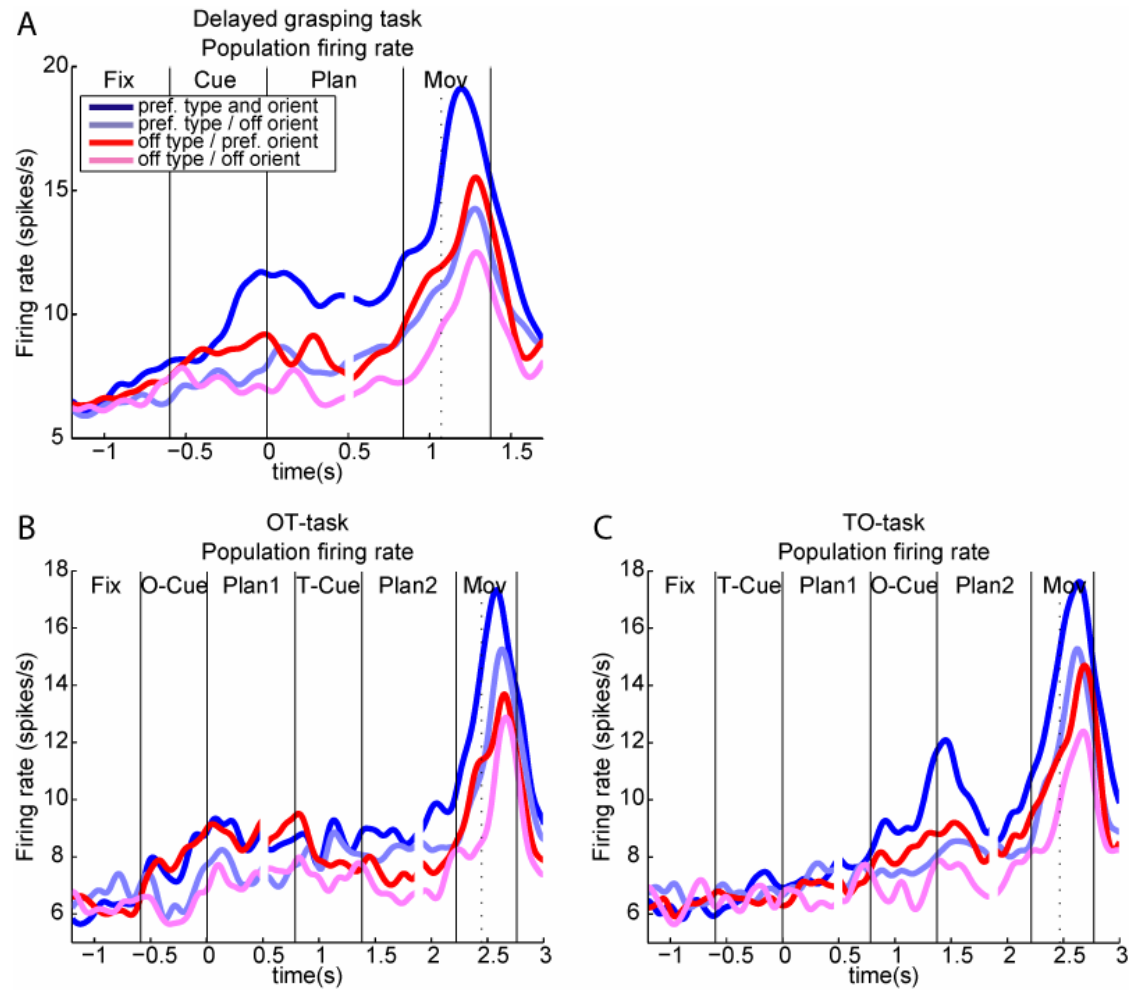 A
Delayed grasping task
Population firing rate
20
15
10
5
Firing rate (spikes/s)
Fix Cue Plan Mov
pref. type and orient
pref. type / off orient
off type / pref. orient
off type / off orient
−1 −0.5 0 0.5 1 1.5
time(s)
B
OT-task
Population firing rate
18
16
14
12
10
8
6
Firing rate (spikes/s)
Fix O-Cue Plan1 T-Cue Plan2 Mov
−1 −0.5 0 0.5 1 1.5 2 2.5 3
time(s)
C
TO-task
Population firing rate
18
16
14
12
10
8
6
Firing rate (spikes/s)
Fix T-Cue Plan1 O-Cue Plan2 Mov
−1 −0.5 0 0.5 1 1.5 2 2.5 3
time(s)